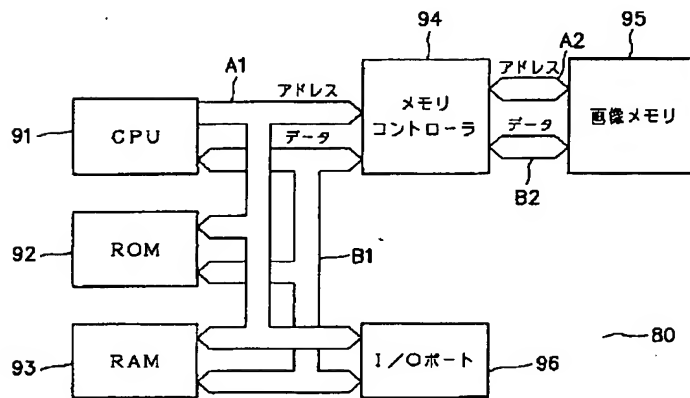 94
95
A1
A2
アドレス
アドレス
91
CPU
メモリ
コントローラ
画像メモリ
データ
データ
B2
92
ROM
B1
93
RAM
I/Oポート
96
80